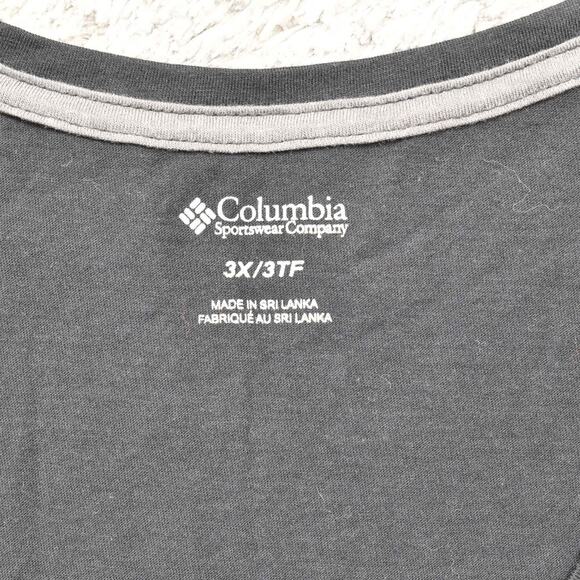 Columbia
Sportswear Company
3X/3TF
MADE IN SRI LANKA
FABRIQUÉ AU SRI LANKA